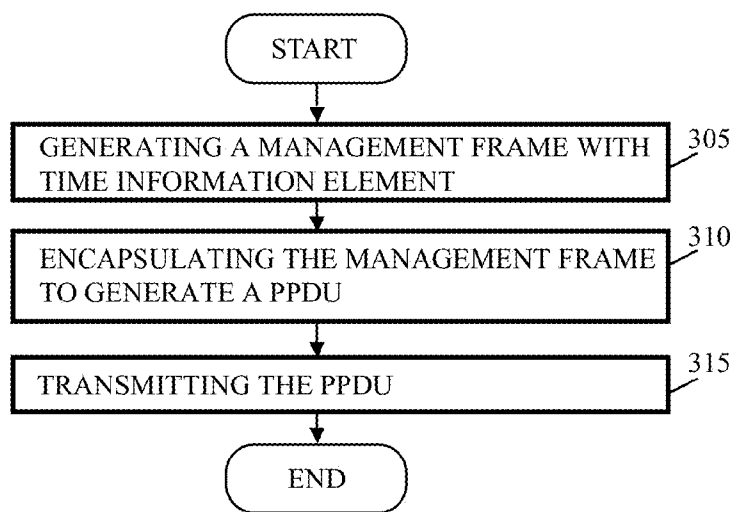 START
GENERATING A MANAGEMENT FRAME WITH
TIME INFORMATION ELEMENT
305
ENCAPSULATING THE MANAGEMENT FRAME
TO GENERATE A PPDU
310
TRANSMITTING THE PPDU
315
END